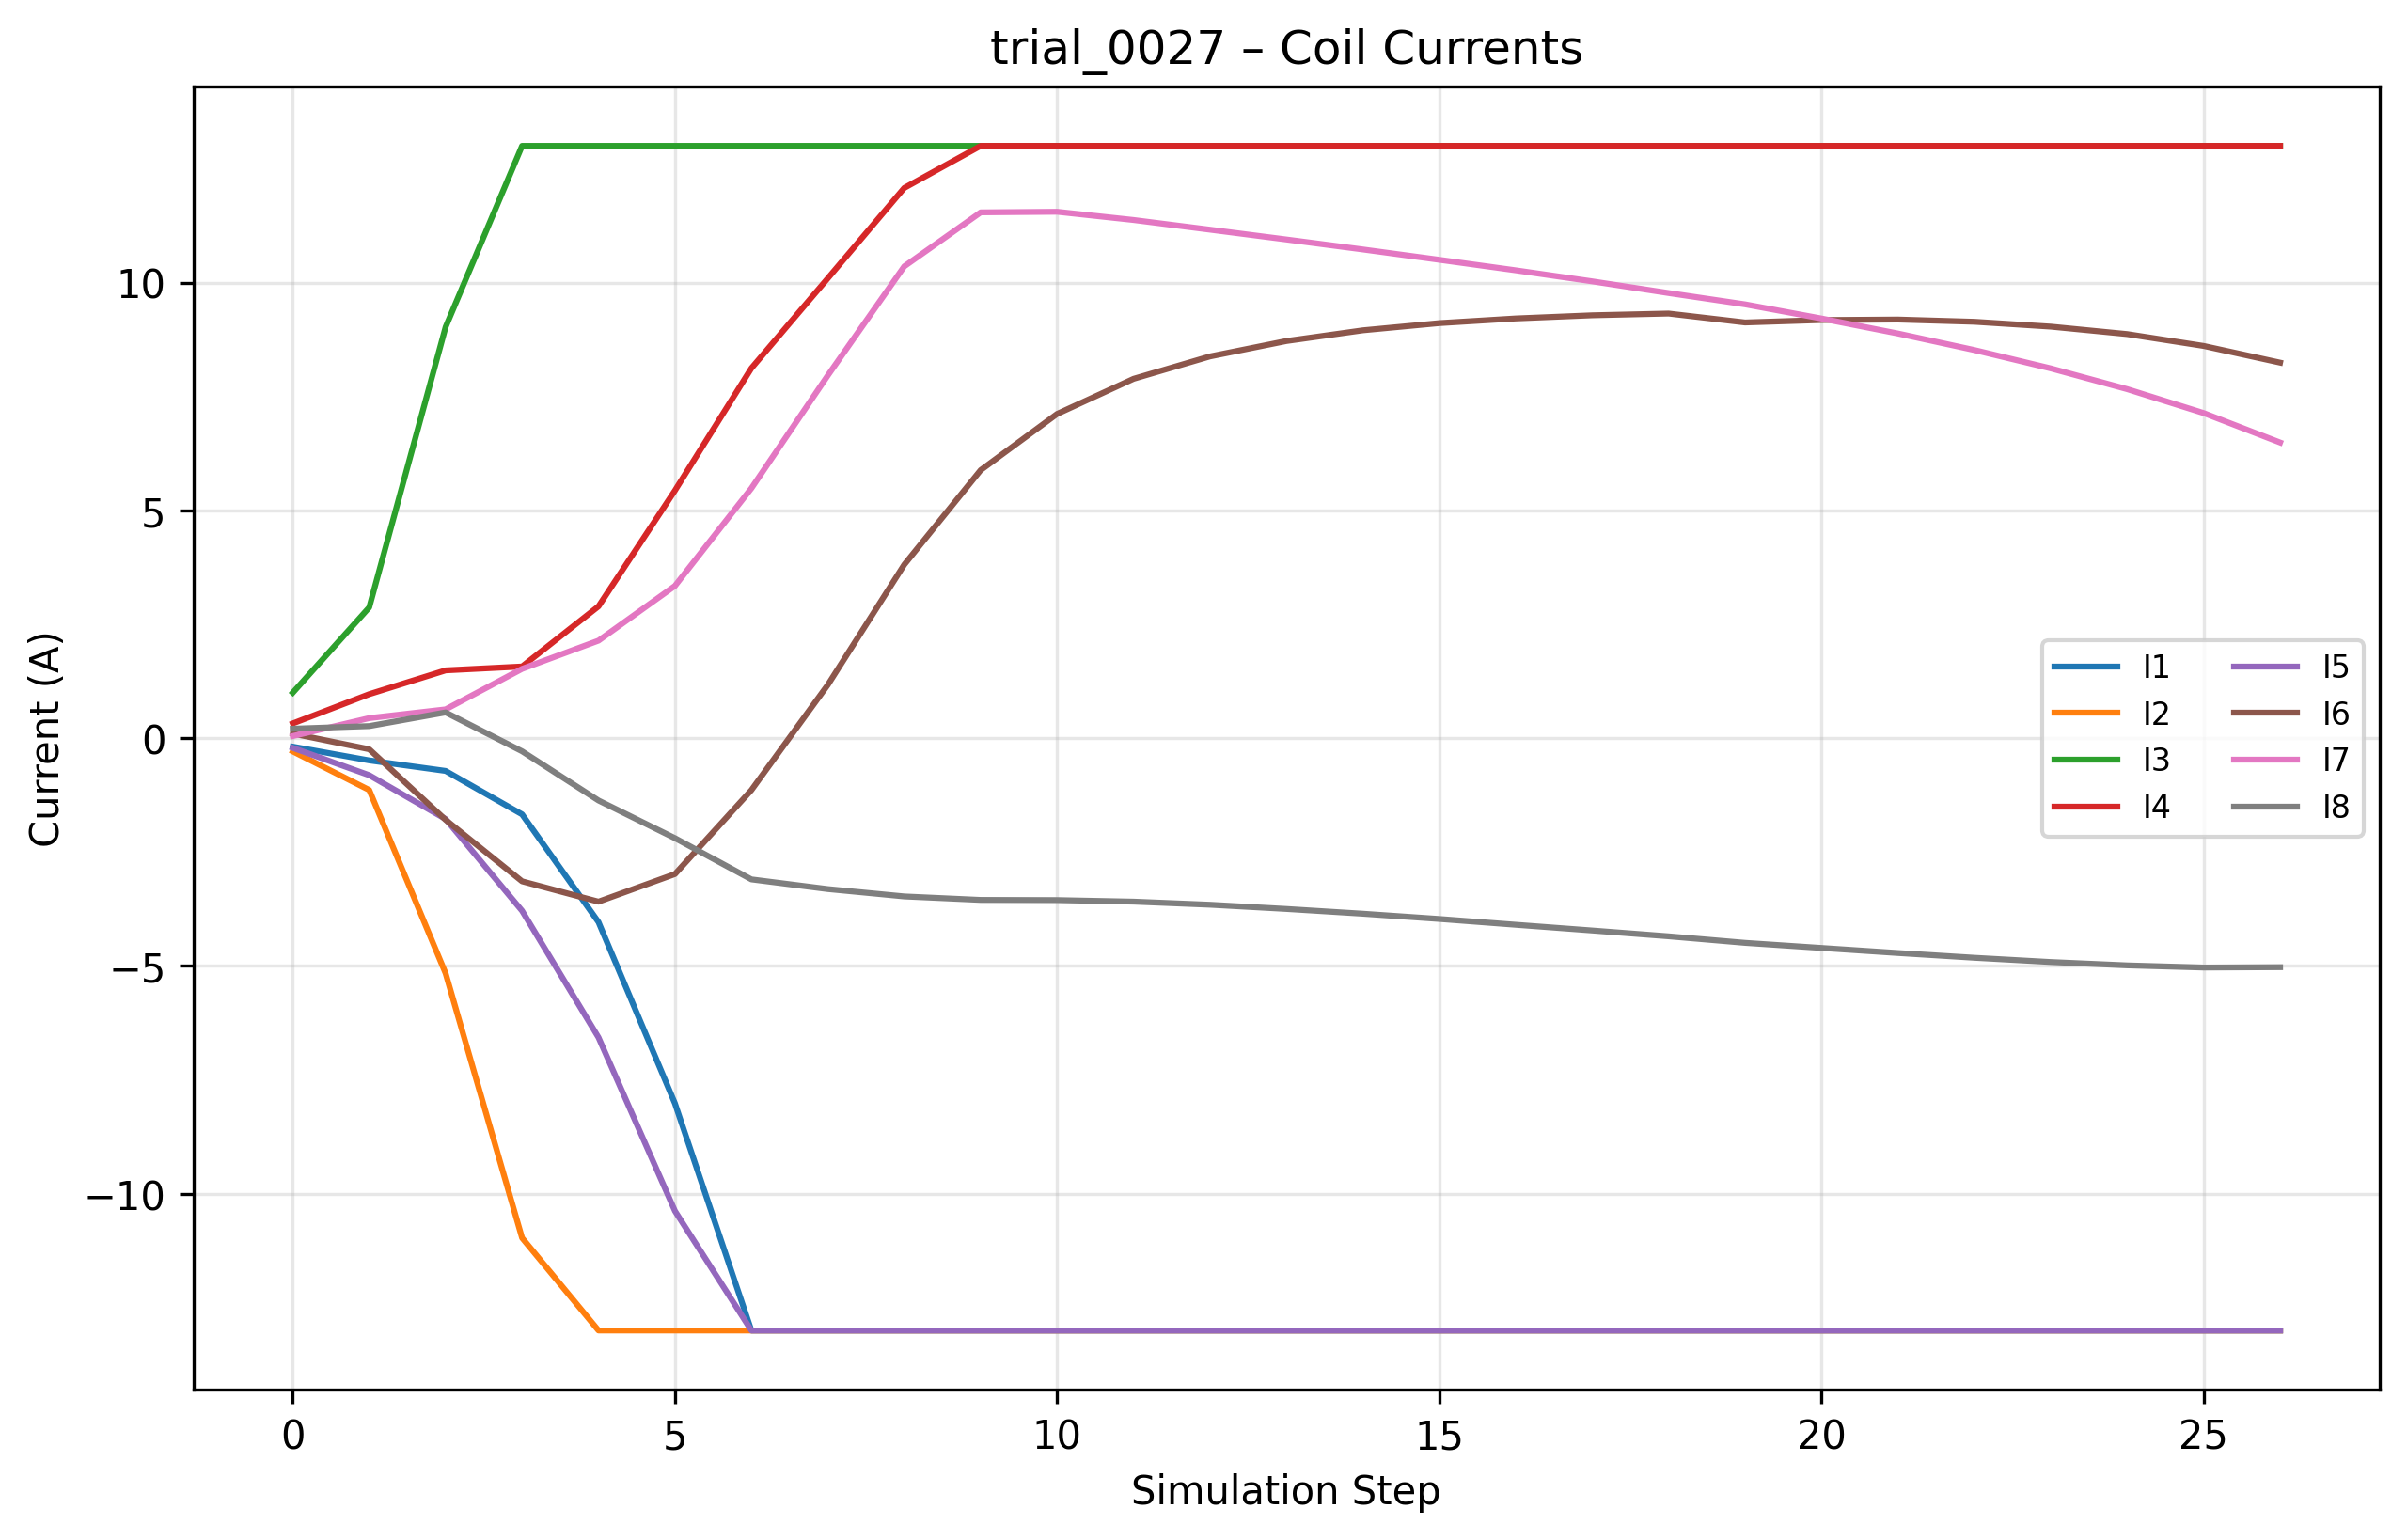 trial_0027 – Coil Currents
Current (A)
10
5
0
−5
−10
I1
I2
I3
I4
I5
I6
I7
I8
0 5 10 15 20 25
Simulation Step